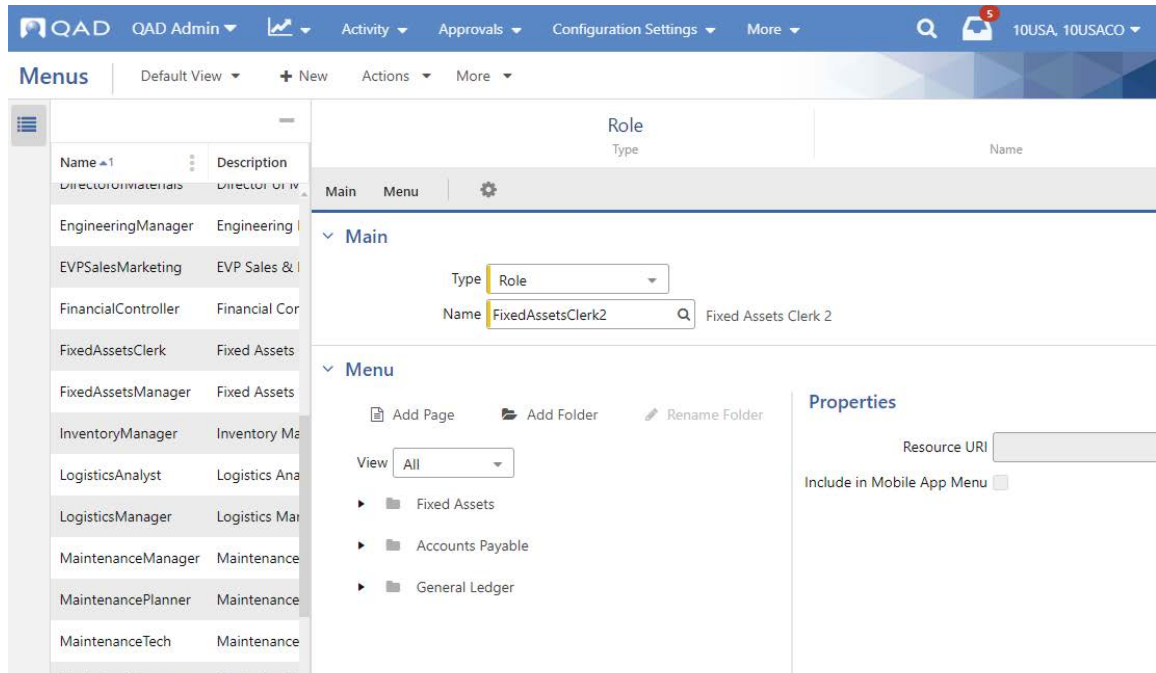 QAD QAD Admin Activity Approvals Configuration Settings More 5 10USA, 10USACO
Menus Default View + New Actions More
Role
Type Name
Name 1 Description
DirectorofMaterials Director of M
Main Menu
EngineeringManager Engineering
Main
EVPSalesMarketing EVP Sales &
Type Role
FinancialController Financial Cor
Name FixedAssetsClerk2 Fixed Assets Clerk 2
FixedAssetsClerk Fixed Assets
Menu
FixedAssetsManager Fixed Assets
Properties
Add Page Add Folder Rename Folder
InventoryManager Inventory Ma
Resource URI
View All
LogisticsAnalyst Logistics Ana
Include in Mobile App Menu
Fixed Assets
LogisticsManager Logistics Mar
Accounts Payable
MaintenanceManager Maintenance
General Ledger
MaintenancePlanner Maintenance
MaintenanceTech Maintenance